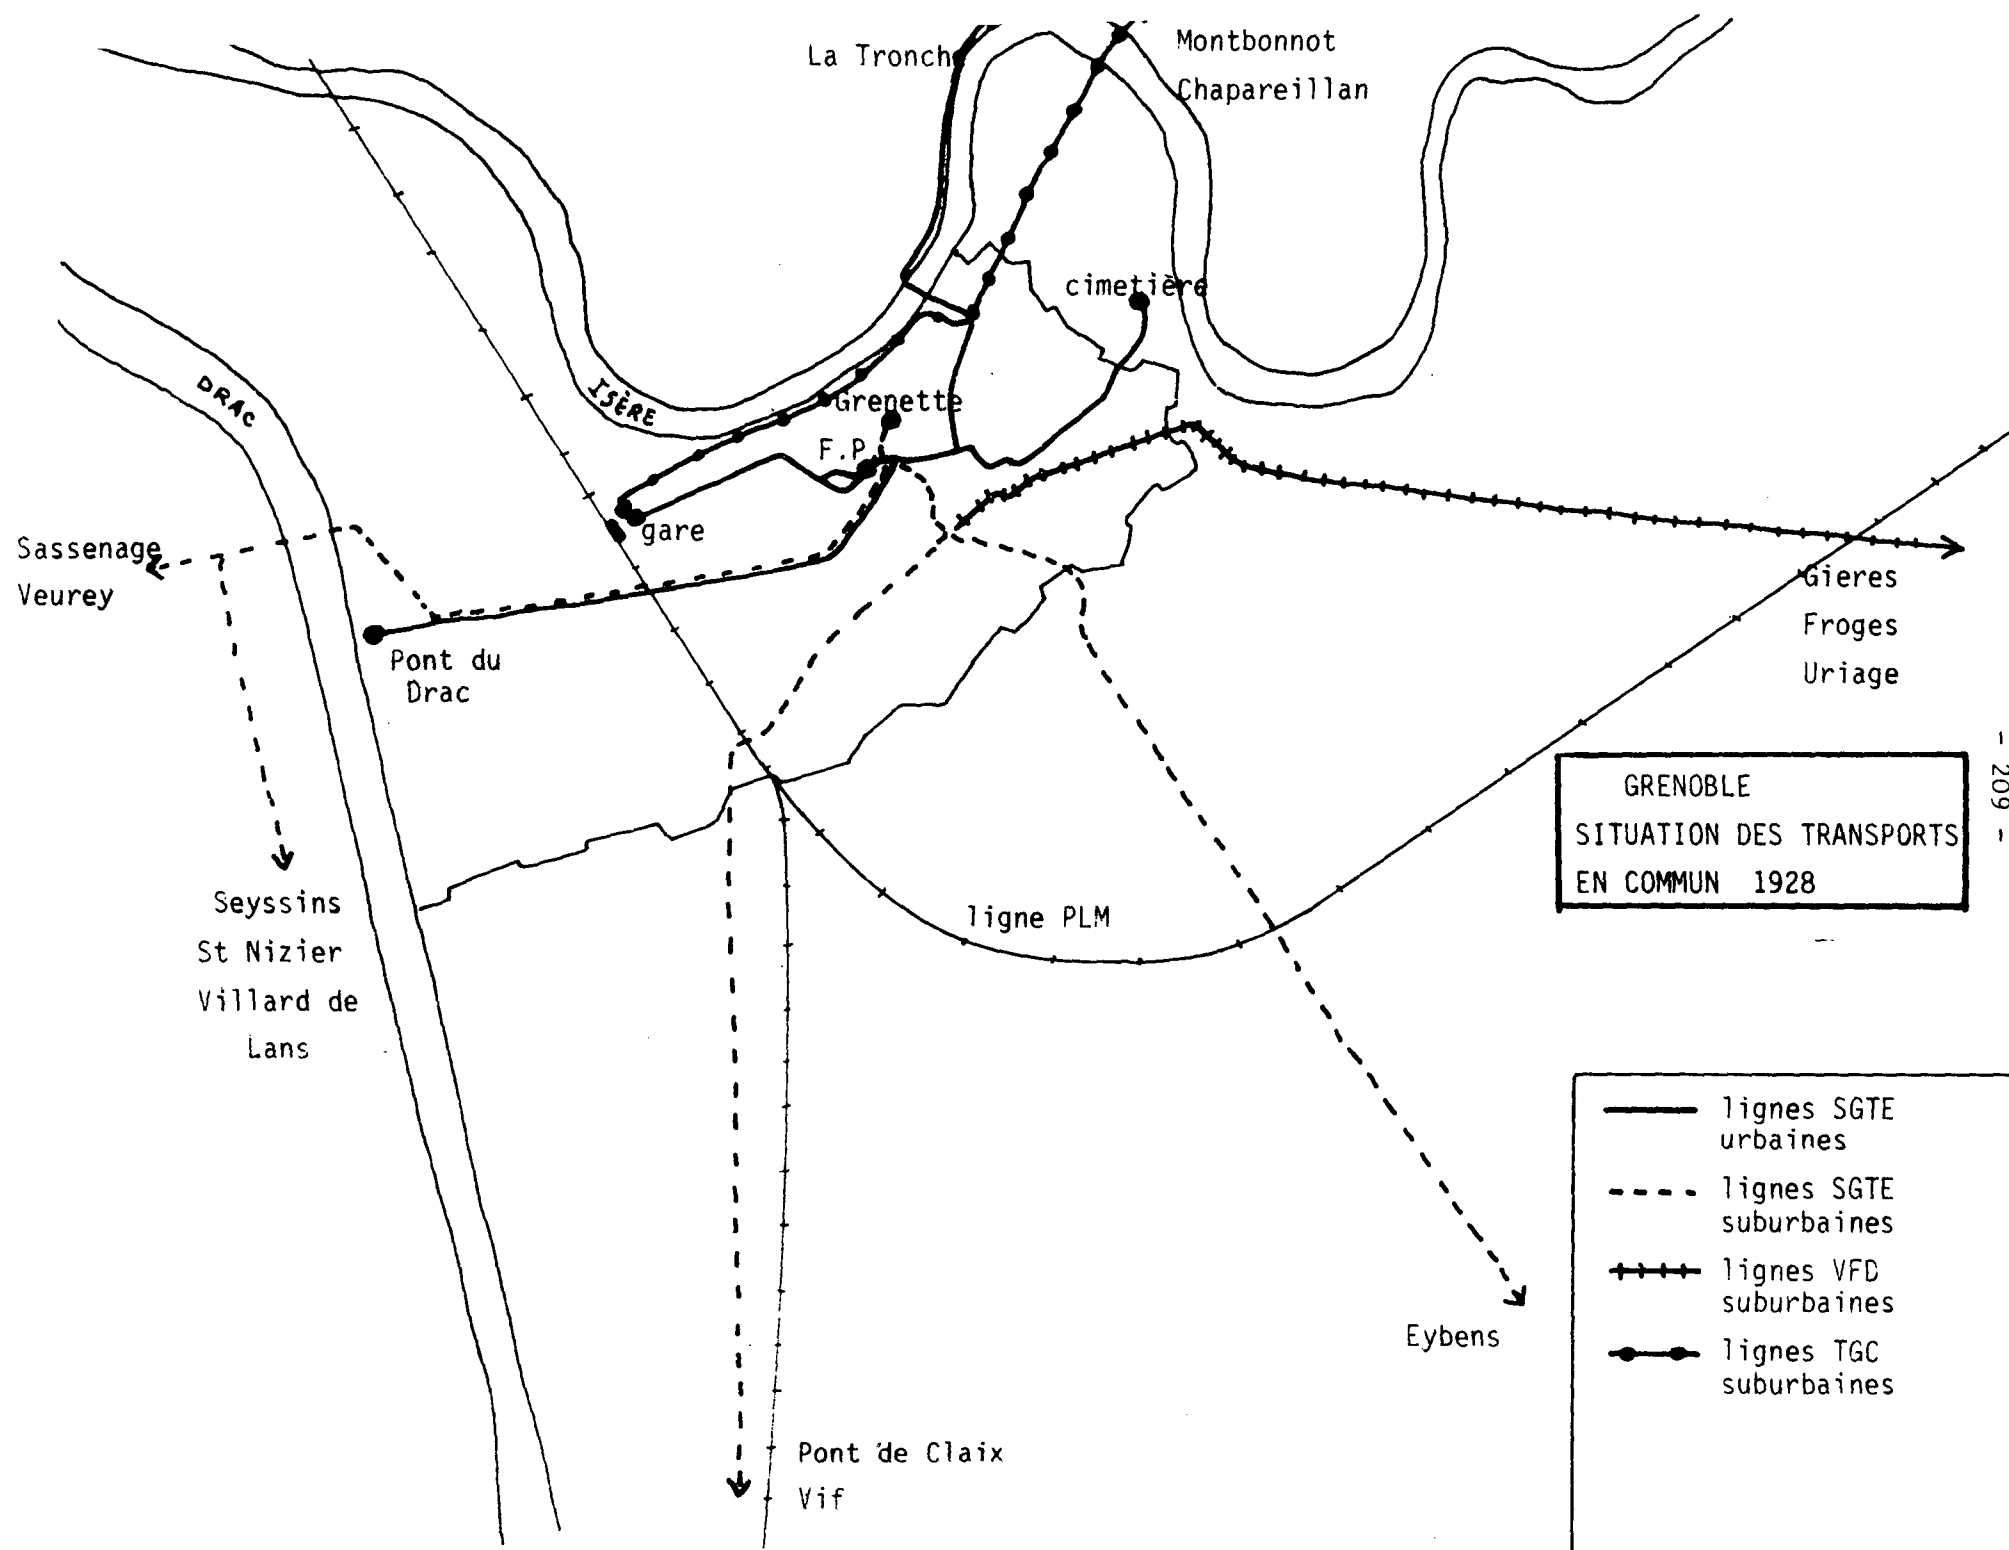 La Tronch
Montbonnot
Chapareillan
cimetière
DRAC
ISÈRE
Grenette
F.P
gare
Sassenage
Veurey
Pont du
Drac
Gieres
Froges
Uriage
GRENOBLE
SITUATION DES TRANSPORTS
EN COMMUN 1928
- 209 -
Seyssins
St Nizier
Villard de
Lans
ligne PLM
lignes SGTE
urbaines
lignes SGTE
suburbaines
lignes VFD
suburbaines
lignes TGC
suburbaines
Eybens
Pont de Claix
Vif